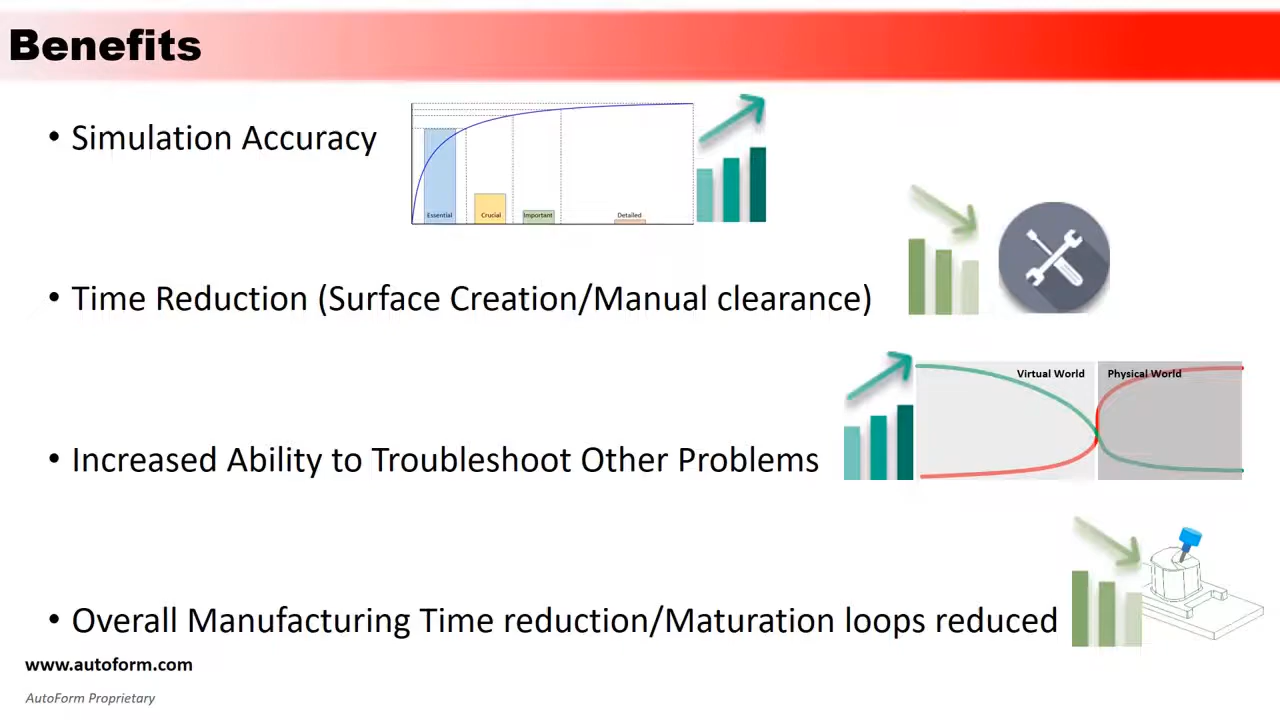 Benefits
• Simulation Accuracy
Essential
Crucial
Important
Detailed
• Time Reduction (Surface Creation/Manual clearance)
Virtual World
Physical World
• Increased Ability to Troubleshoot Other Problems
• Overall Manufacturing Time reduction/Maturation loops reduced
www.autoform.com
AutoForm Proprietary